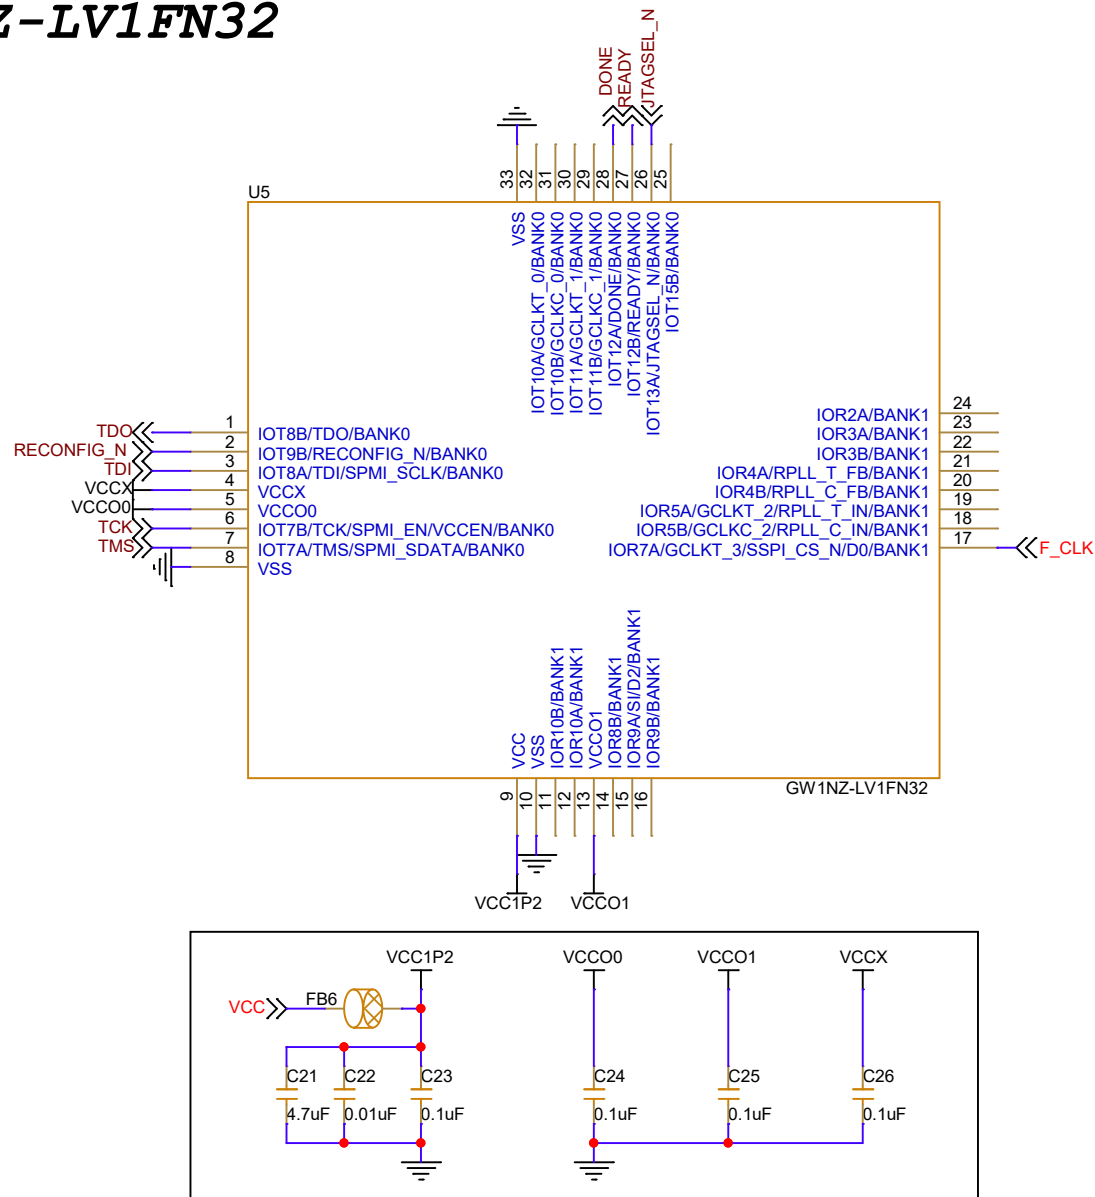 Z-LV1FN32
DONE
READY
JTAGSEL_N
33
32
31
30
29
28
27
26
25
U5
VSS
IOT10A/GCLKT_0/BANK0
IOT10B/GCLKC_0/BANK0
IOT11A/GCLKT_1/BANK0
IOT11B/GCLKC_1/BANK0
IOT12A/DONE/BANK0
IOT12B/READY/BANK0
IOT13A/JTAGSEL_N/BANK0
IOT15B/BANK0
TDO 1 IOT8B/TDO/BANK0
RECONFIG_N 2 IOT9B/RECONFIG_N/BANK0
TDI 3 IOT8A/TDI/SPMI_SCLK/BANK0
VCCX 4 VCCX
VCCO0 5 VCCO0
TCK 6 IOT7B/TCK/SPMI_EN/VCCEN/BANK0
TMS 7 IOT7A/TMS/SPMI_SDATA/BANK0
8 VSS
IOR2A/BANK1 24
IOR3A/BANK1 23
IOR3B/BANK1 22
IOR4A/RPLL_T_FB/BANK1 21
IOR4B/RPLL_C_FB/BANK1 20
IOR5A/GCLKT_2/RPLL_T_IN/BANK1 19
IOR5B/GCLKC_2/RPLL_C_IN/BANK1 18
IOR7A/GCLKT_3/SSPI_CS_N/D0/BANK1 17 F_CLK
VCC
VSS
IOR10B/BANK1
IOR10A/BANK1
VCCO1
IOR8B/BANK1
IOR9A/SI/D2/BANK1
IOR9B/BANK1
GW1NZ-LV1FN32
9
10
11
12
13
14
15
16
VCC1P2 VCCO1
VCC1P2 VCCO0 VCCO1 VCCX
VCC FB6
C21 C22 C23 C24 C25 C26
4.7uF 0.01uF 0.1uF 0.1uF 0.1uF 0.1uF